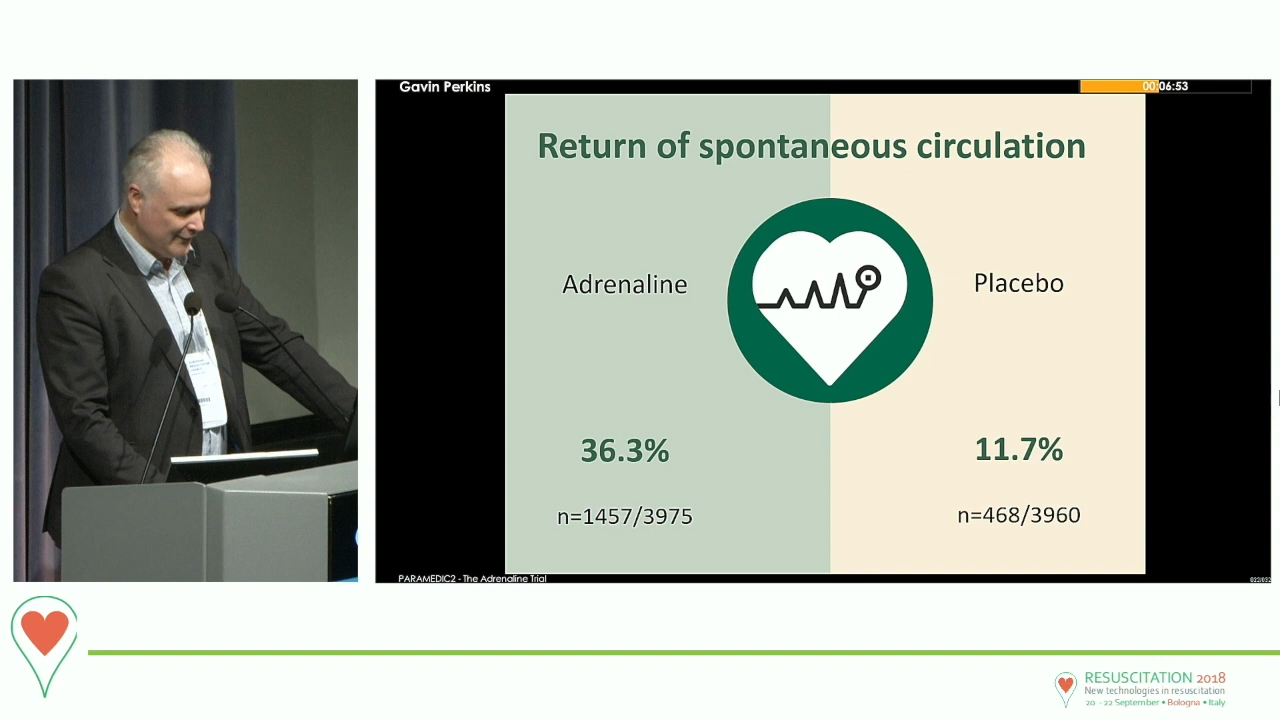 Gavin Perkins
00:06:53
Return of spontaneous circulation
Adrenaline
Placebo
36.3%
11.7%
n=1457/3975
n=468/3960
PARAMEDIC2 - The Adrenaline Trial
RESUSCITATION 2018
New technologies in resuscitation
20 - 22 September • Bologna • Italy